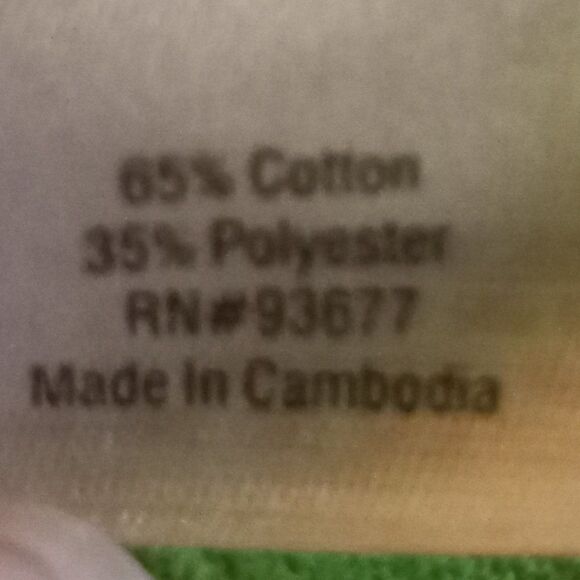 65% Cotton
35% Polyester
RN#93677
Made In Cambodia